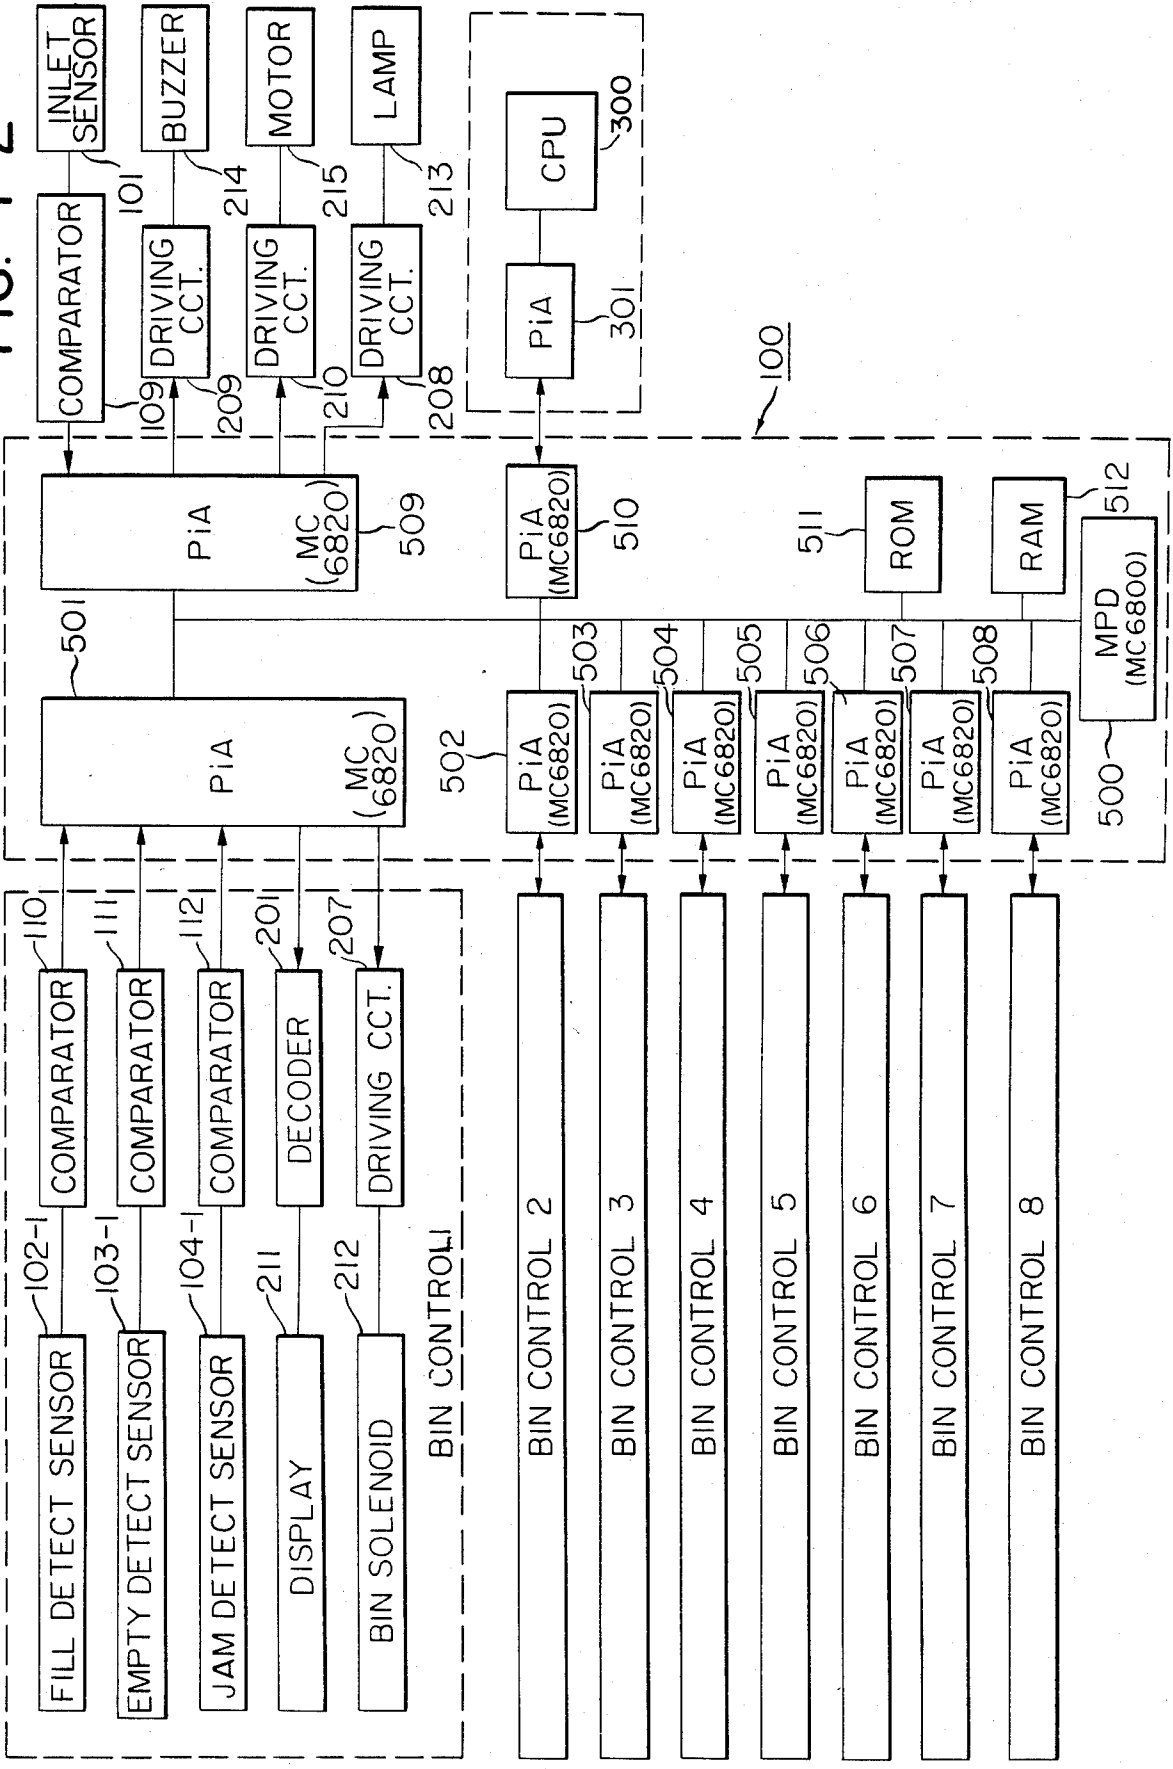 FIG. 1-2
INLET
SENSOR
101
COMPARATOR
109
BUZZER
214
DRIVING
CCT.
209
MOTOR
215
DRIVING
CCT.
210
LAMP
213
DRIVING
CCT.
208
CPU
300
PiA
301
100
PiA
MC
(6820)
509
PiA
(MC6820)
510
511
ROM
512
RAM
MPD
(MC6800)
500
501
PiA
MC
(6820)
502
PiA
(MC6820)
503
PiA
(MC6820)
504
PiA
(MC6820)
505
PiA
(MC6820)
506
PiA
(MC6820)
507
PiA
(MC6820)
508
PiA
(MC6820)
110
COMPARATOR
102-1
FILL DETECT SENSOR
111
COMPARATOR
103-1
EMPTY DETECT SENSOR
112
COMPARATOR
104-1
JAM DETECT SENSOR
201
DECODER
211
DISPLAY
207
DRIVING CCT.
212
BIN SOLENOID
BIN CONTROL1
BIN CONTROL 2
BIN CONTROL 3
BIN CONTROL 4
BIN CONTROL 5
BIN CONTROL 6
BIN CONTROL 7
BIN CONTROL 8